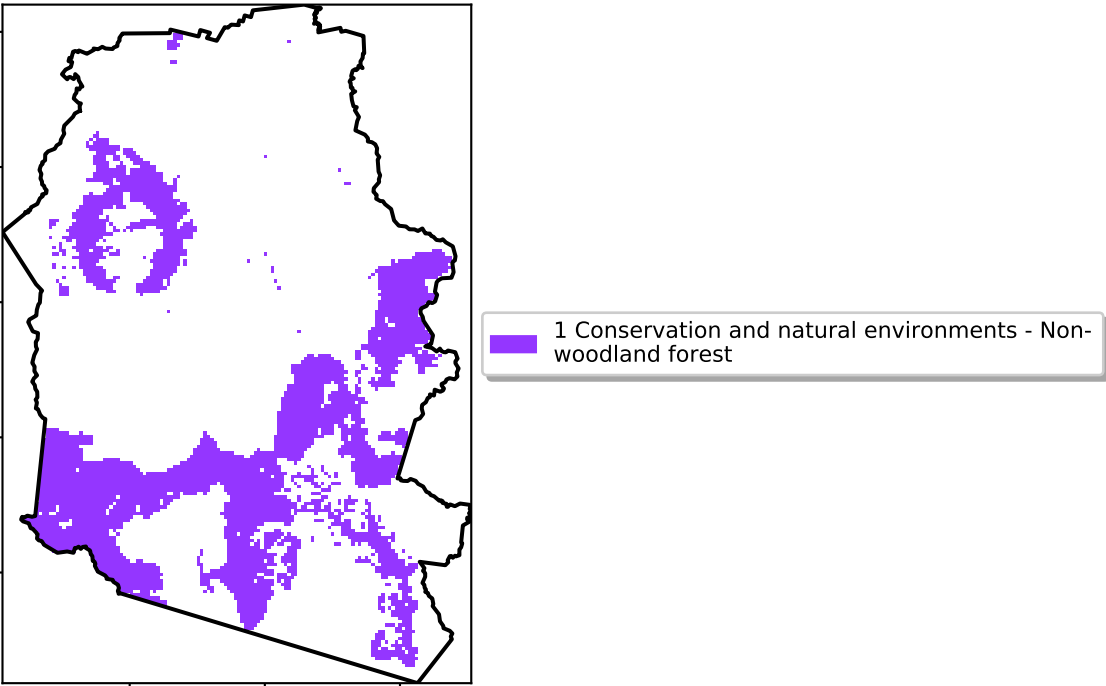 1 Conservation and natural environments - Non-
woodland forest